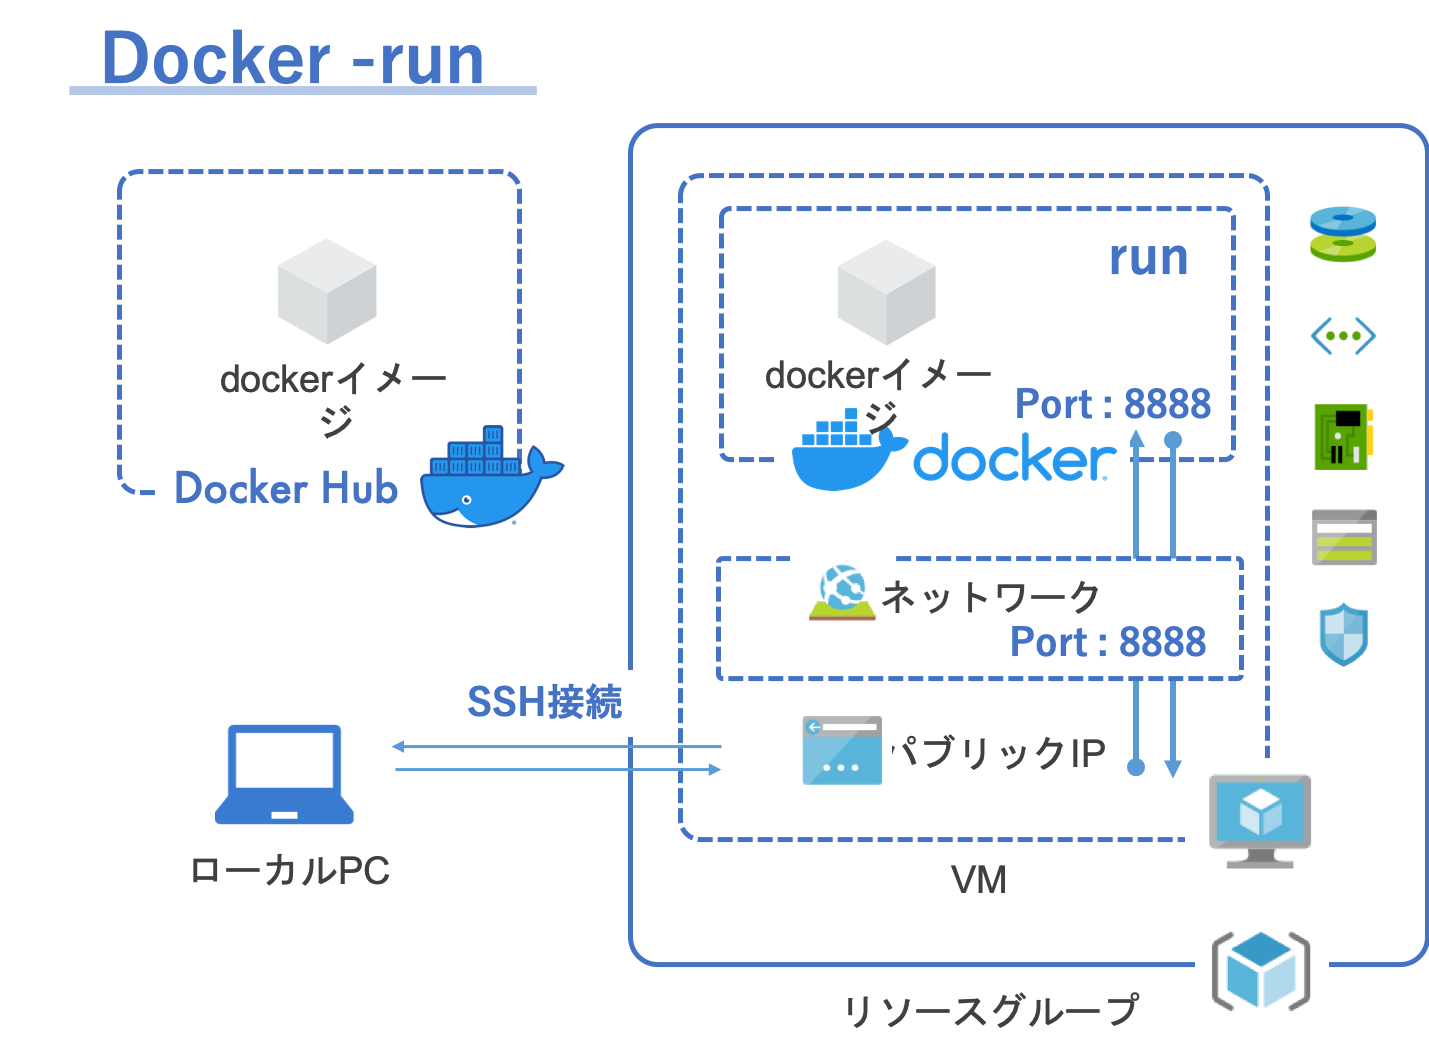 Docker -run
run
dockerイメー
ジ
dockerイメー
ジ
Port : 8888
Docker Hub
docker
ネットワーク
Port : 8888
SSH接続
パブリックIP
ローカルPC
VM
リソースグループ